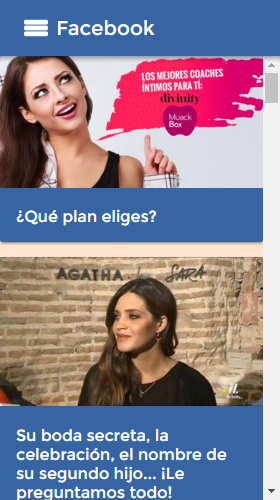 Facebook
LOS MEJORES COACHES
ÍNTIMOS PARA TÍ:
divinity
Muack
Box
¿Qué plan eliges?
AGATHA SARA
Su boda secreta, la
celebración, el nombre de
su segundo hijo... ¡Le
preguntamos todo!